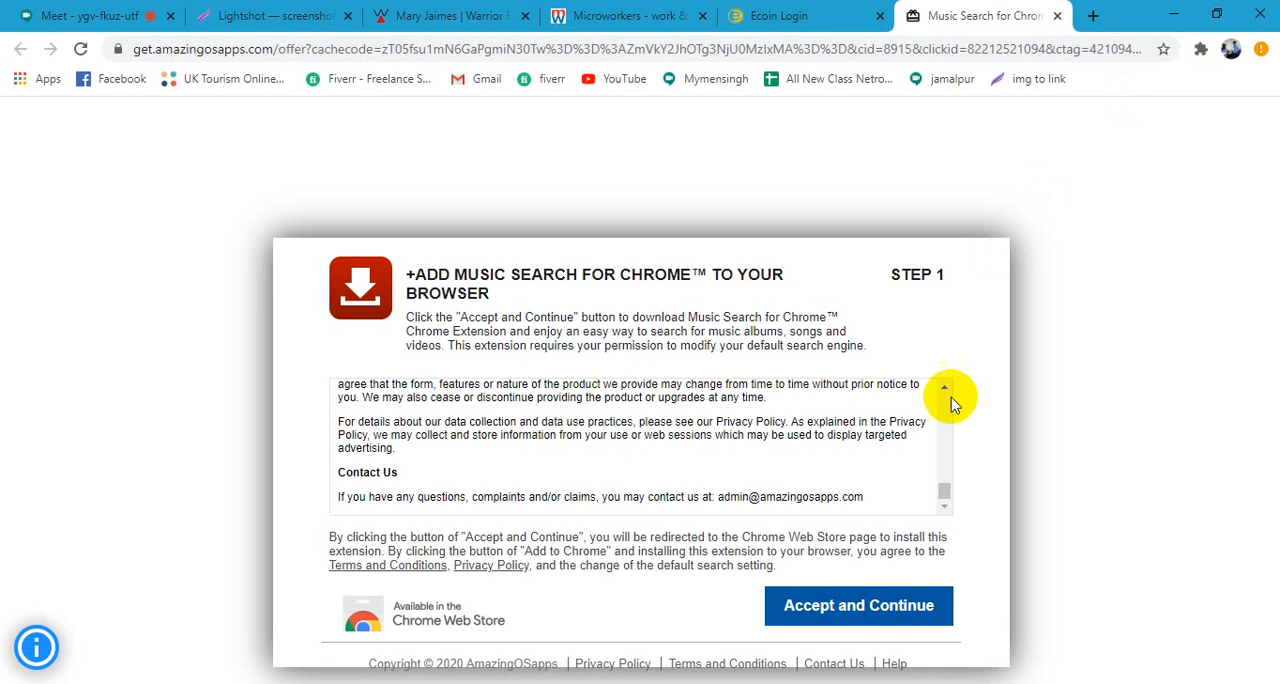 Meet - ygv-fkuz-utf
Lightshot — screensho
Mary Jaimes | Warrior F
Microworkers - work &
Ecoin Login
Music Search for Chrom
get.amazingosapps.com/offer?cachecode=zT05fsu1mN6GaPgmiN30Tw%3D%3D%3AZmVkY2JhOTg3NjU0MzIxMA%3D%3D&cid=8915&clickid=82212521094&ctag=421094...
Apps
Facebook
UK Tourism Online...
Fiverr - Freelance S...
Gmail
fiverr
YouTube
Mymensingh
All New Class Netro...
jamalpur
img to link
+ADD MUSIC SEARCH FOR CHROME™ TO YOUR
BROWSER
STEP 1
Click the "Accept and Continue" button to download Music Search for Chrome™
Chrome Extension and enjoy an easy way to search for music albums, songs and
videos. This extension requires your permission to modify your default search engine.
agree that the form, features or nature of the product we provide may change from time to time without prior notice to
you. We may also cease or discontinue providing the product or upgrades at any time.
For details about our data collection and data use practices, please see our Privacy Policy. As explained in the Privacy
Policy, we may collect and store information from your use or web sessions which may be used to display targeted
advertising.
Contact Us
If you have any questions, complaints and/or claims, you may contact us at: admin@amazingosapps.com
By clicking the button of "Accept and Continue", you will be redirected to the Chrome Web Store page to install this
extension. By clicking the button of "Add to Chrome" and installing this extension to your browser, you agree to the
Terms and Conditions, Privacy Policy, and the change of the default search setting.
Available in the
Chrome Web Store
Accept and Continue
Copyright © 2020 AmazingOSapps | Privacy Policy | Terms and Conditions | Contact Us | Help